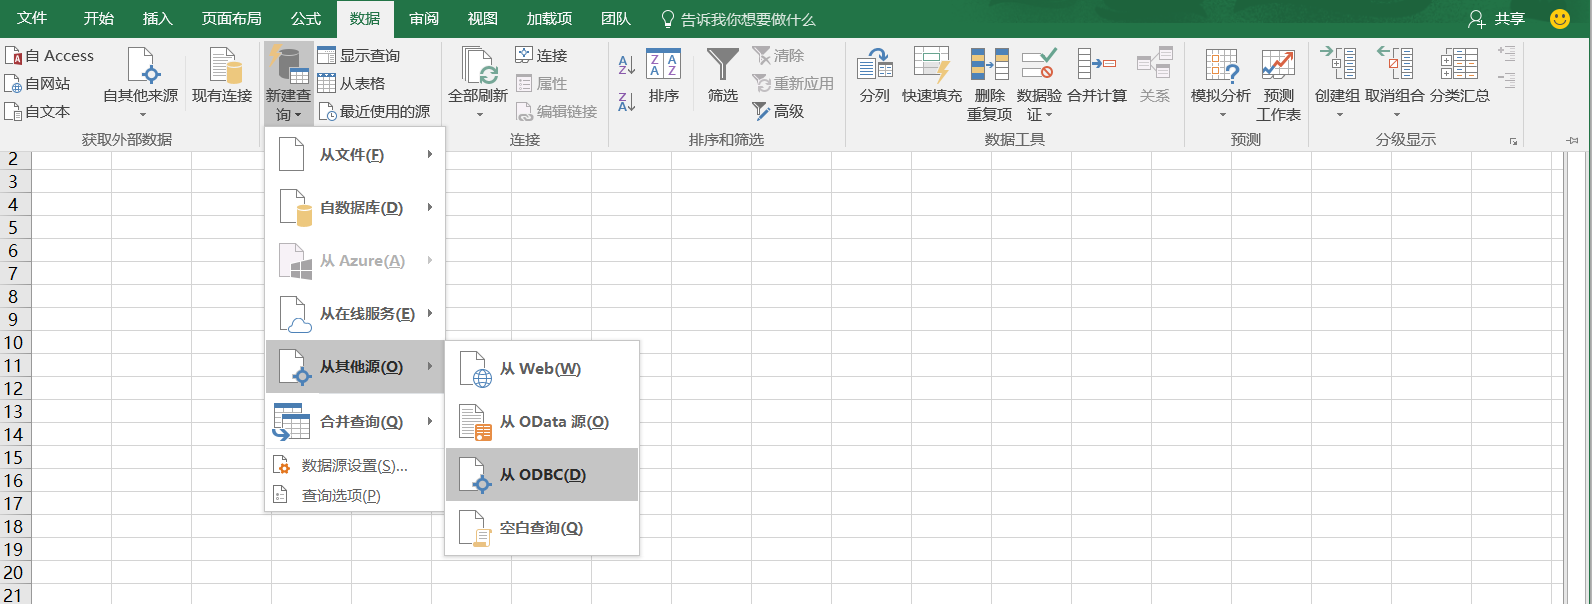 文件 开始 插入 页面布局 公式 数据 审阅 视图 加载项 团队 告诉我你想要做什么 共享
自 Access
自网站
自文本
自其他来源
现有连接
获取外部数据
新建查
询
显示查询
从表格
最近使用的源
全部刷新
连接
属性
编辑链接
连接
排序
筛选
清除
重新应用
高级
排序和筛选
分列
快速填充
删除
重复项
数据验
证
合并计算
关系
数据工具
模拟分析
预测
工作表
预测
创建组
取消组合
分类汇总
分级显示
从文件(F)
自数据库(D)
从 Azure(A)
从在线服务(E)
从其他源(O)
合并查询(Q)
数据源设置(S)...
查询选项(P)
从 Web(W)
从 OData 源(O)
从 ODBC(D)
空白查询(Q)
2
3
4
5
6
7
8
9
10
11
12
13
14
15
16
17
18
19
20
21